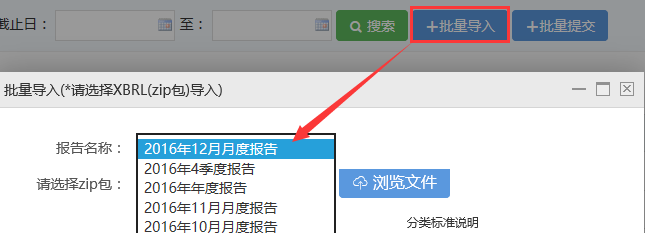 截止日： 至： 搜索 +批量导入 +批量提交
批量导入(*请选择XBRL(zip包)导入)
报告名称：
2016年12月月度报告
2016年4季度报告
请选择zip包： 浏览文件
2016年年度报告
2016年11月月度报告
分类标准说明
2016年10月月度报告